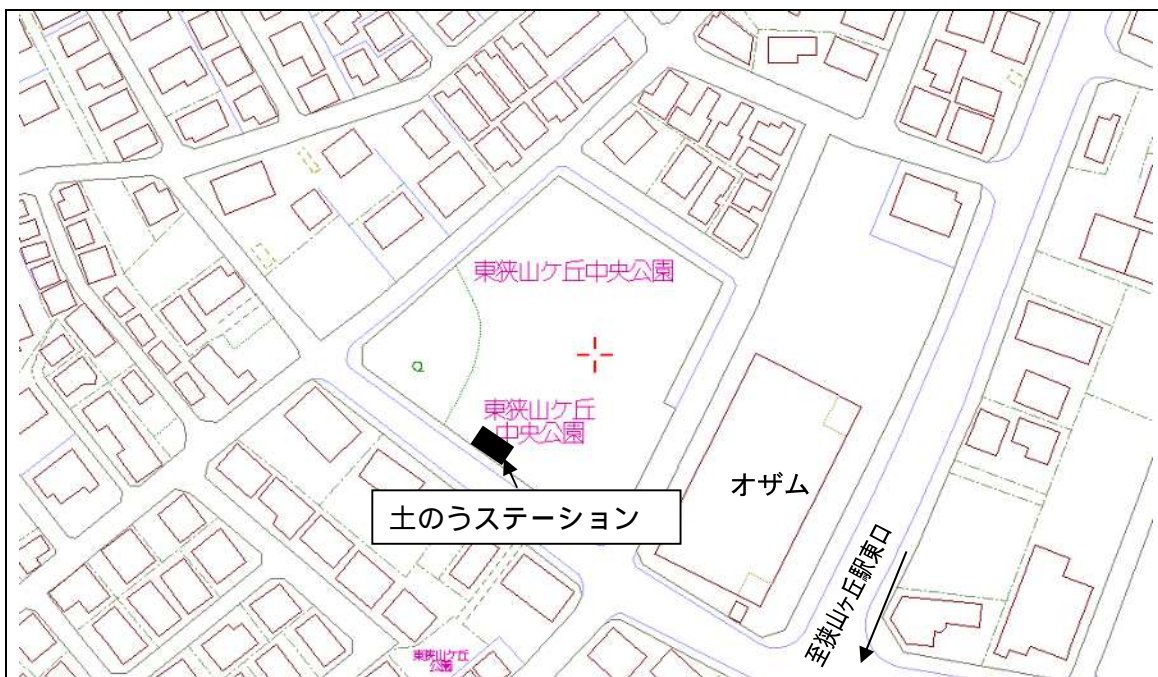 東狭山ケ丘中央公園
東狭山ケ丘
中央公園
土のうステーション
オザム
至狭山ヶ丘駅東口
東狭山ケ丘
公園